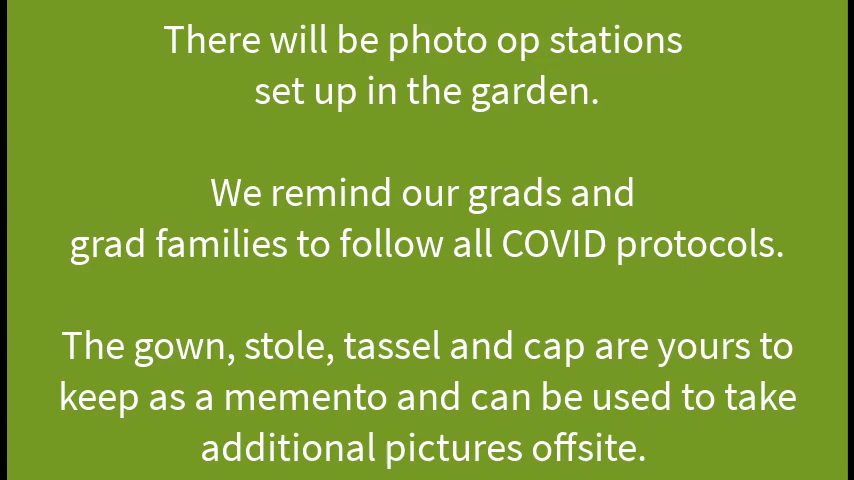 There will be photo op stations
set up in the garden.
We remind our grads and
grad families to follow all COVID protocols.
The gown, stole, tassel and cap are yours to
keep as a memento and can be used to take
additional pictures offsite.